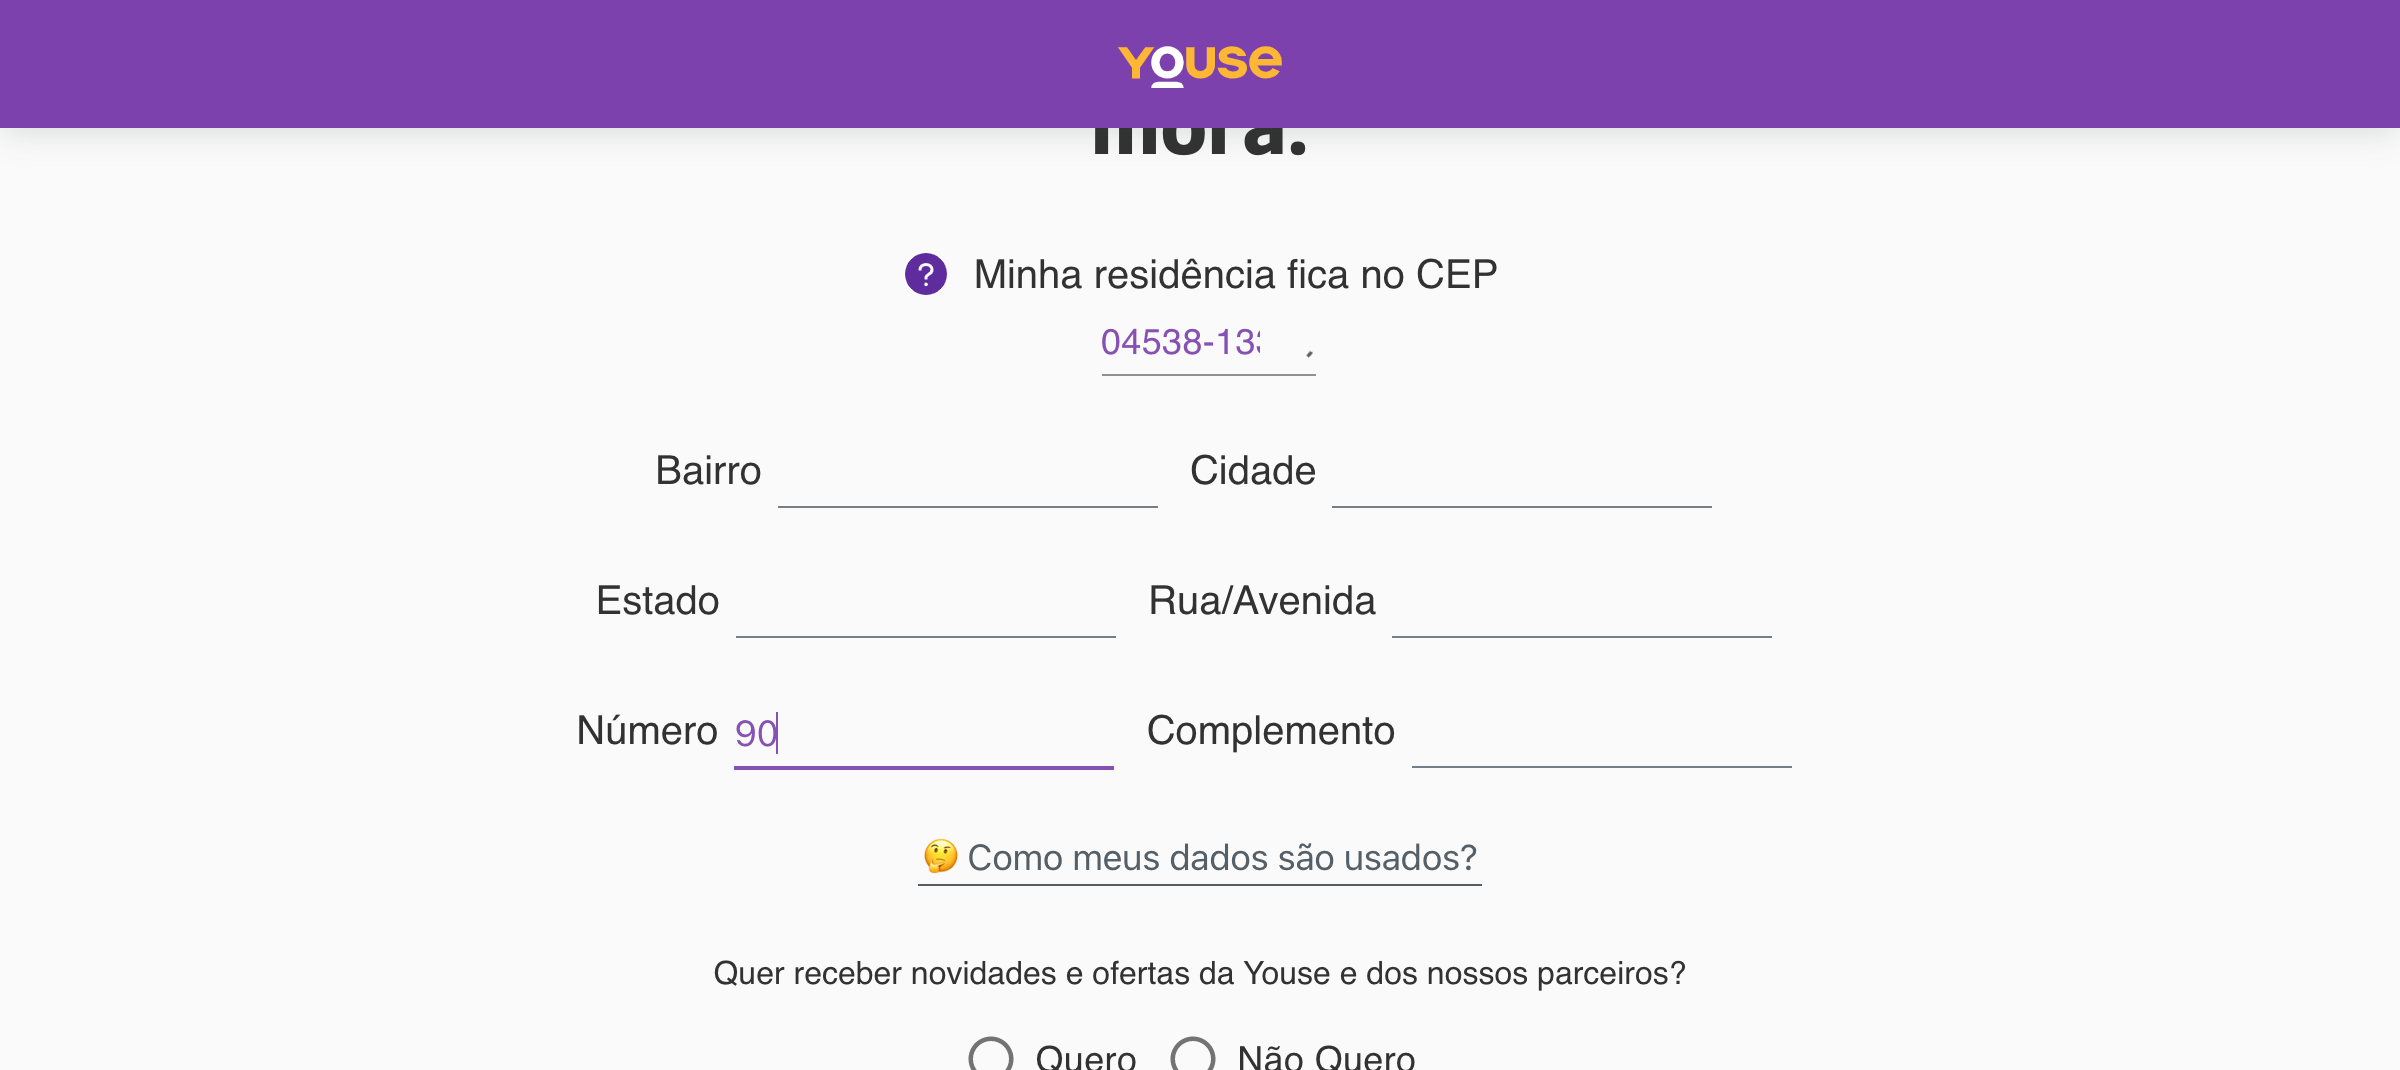 youse
mora.
? Minha residência fica no CEP
04538-13
Bairro
Cidade
Estado
Rua/Avenida
Número 90
Complemento
🤔 Como meus dados são usados?
Quer receber novidades e ofertas da Youse e dos nossos parceiros?
Quero
Não Quero